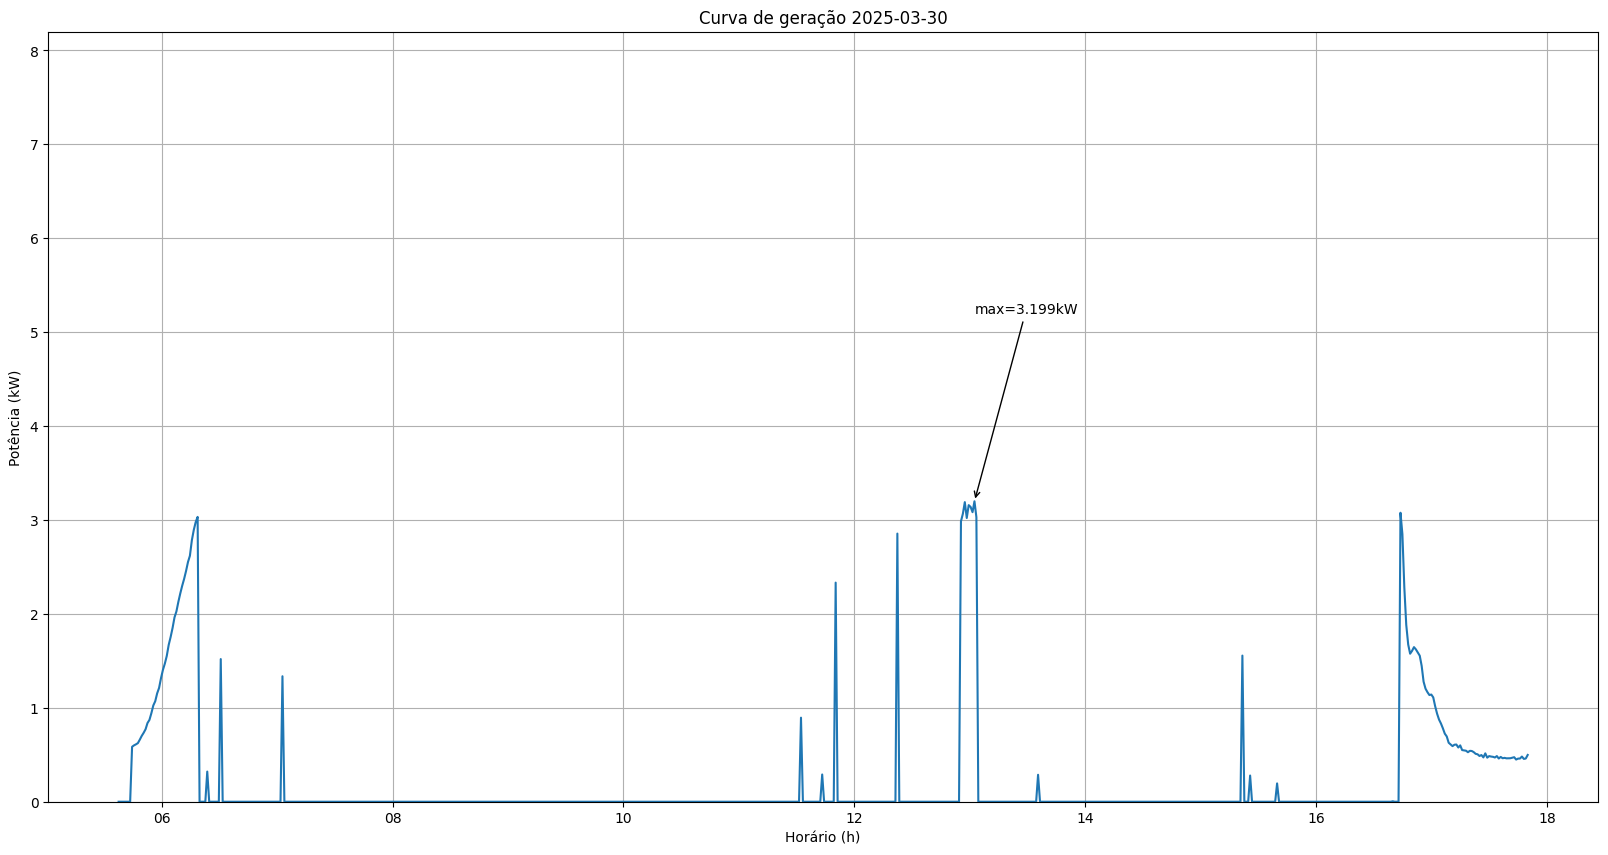 Curva de geração 2025-03-30
8
7
6
5
4
3
2
1
0
Potência (kW)
max=3.199kW
06 08 10 12 14 16 18
Horário (h)